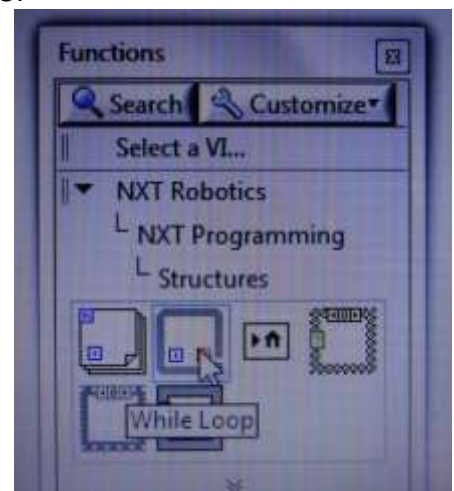 Functions
Search Customize
Select a VI...
NXT Robotics
NXT Programming
Structures
While Loop